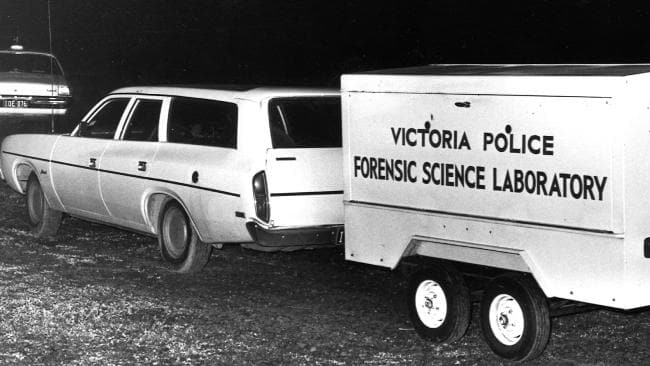 VICTORIA POLICE
FORENSIC SCIENCE LABORATORY